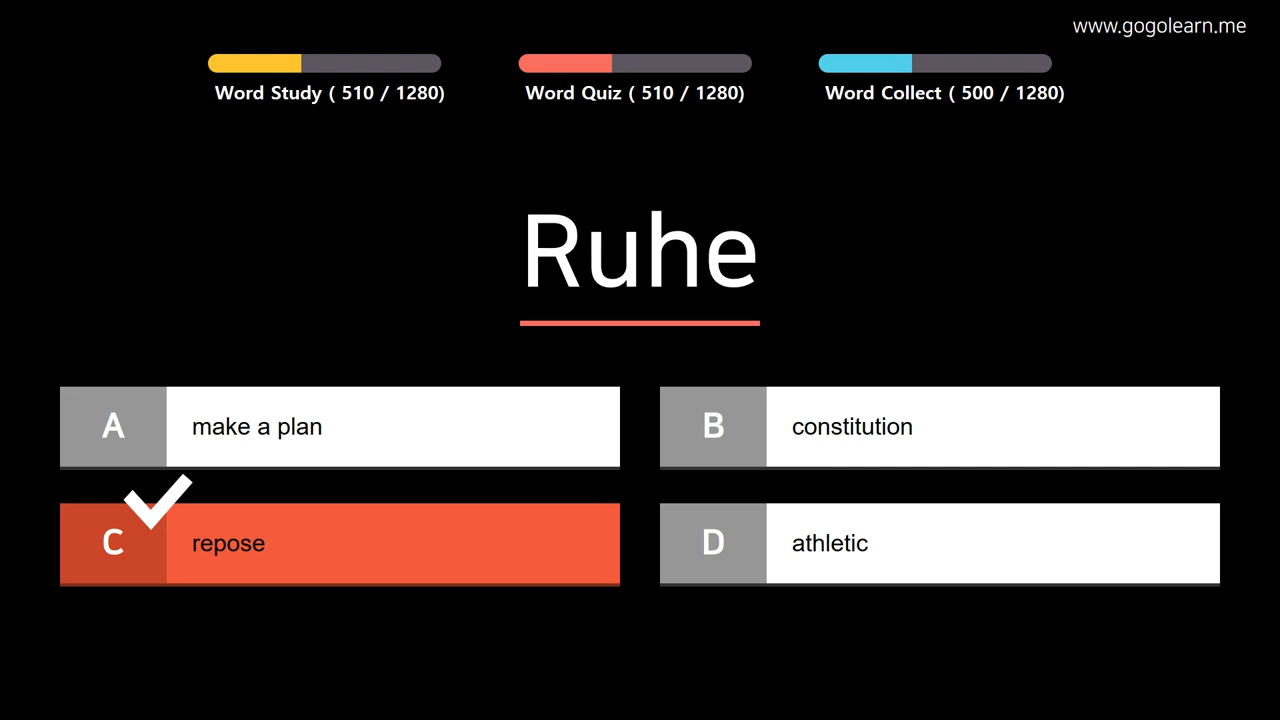 www.gogolearn.me
Word Study ( 510 / 1280)
Word Quiz ( 510 / 1280)
Word Collect ( 500 / 1280)
Ruhe
A
make a plan
B
constitution
C
repose
D
athletic